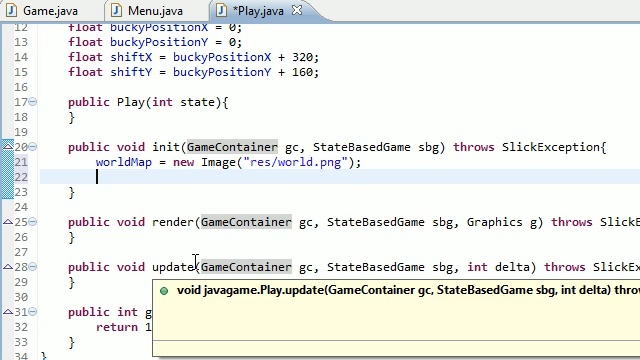 Game.java Menu.java *Play.java
12 float buckyPositionX = 0;
13 float buckyPositionY = 0;
14 float shiftX = buckyPositionX + 320;
15 float shiftY = buckyPositionY + 160;
16
17 public Play(int state){
18 }
19
20 public void init(GameContainer gc, StateBasedGame sbg) throws SlickException{
21 worldMap = new Image("res/world.png");
22
23 }
24
25 public void render(GameContainer gc, StateBasedGame sbg, Graphics g) throws SlickE
26 }
27
28 public void update(GameContainer gc, StateBasedGame sbg, int delta) throws SlickEx
29 }
30
void javagame.Play.update(GameContainer gc, StateBasedGame sbg, int delta) throw
31 public int g
32 return 1
33 }
34 }